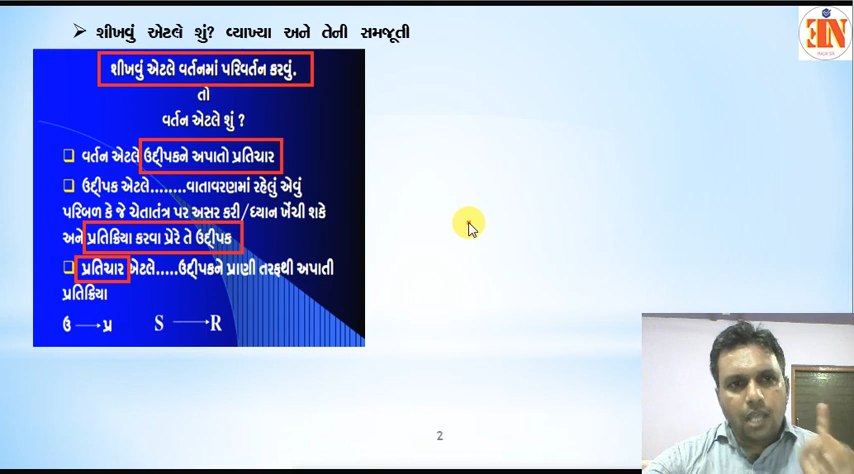 ➢ શીખવું એટલે શું? વ્યાખ્યા અને તેની સમજૂતી
EIN
શીખવું એટલે વર્તનમાં પરિવર્તન કરવું.
તો
વર્તન એટલે શું ?
❑ વર્તન એટલે ઉદ્દીપકને અપાતો પ્રતિચાર
❑ ઉદ્દીપક એટલે........વાતાવરણમાં રહેલું એવું
પરિબળ કે જે ચેતાતંત્ર પર અસર કરી/ધ્યાન ખેંચી શકે
અને પ્રતિક્રિયા કરવા પ્રેરે તે ઉદ્દીપક
❑ પ્રતિચાર એટલે.....ઉદ્દીપકને પ્રાણી તરફથી અપાતી
પ્રતિક્રિયા
ઉ → પ્ર S → R
2